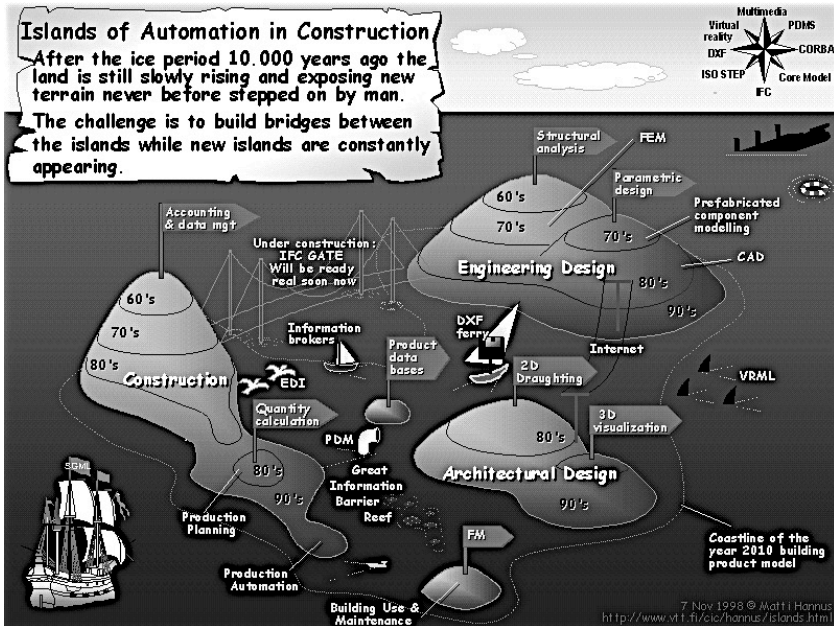 Islands of Automation in Construction
After the ice period 10.000 years ago the
land is still slowly rising and exposing new
terrain never before stepped on by man.
The challenge is to build bridges between
the islands while new islands are constantly
appearing.
Multimedia
Virtual
reality
PDMS
DXF
CORBA
ISO STEP
Core Model
IFC
Structural
analysis
FEM
Parametric
design
Prefabricated
component
modelling
60's
70's
70's
CAD
Engineering Design
80's
90's
Accounting
& data mgt
Under construction:
IFC GATE
Will be ready
real soon now
60's
70's
80's
Construction
Information
brokers
Product
data
bases
DXF
ferry
Internet
EDI
2D
Draughting
VRML
Quantity
calculation
3D
visualization
PDM
80's
Architectural Design
90's
Great
Information
Barrier
Reef
80's
90's
SGML
Production
Planning
FM
Coastline of the
year 2010 building
product model
Production
Automation
Building Use &
Maintenance
7 Nov 1998 © Matti Hannus
http://www.vtt.fi/cic/hannus/islands.html